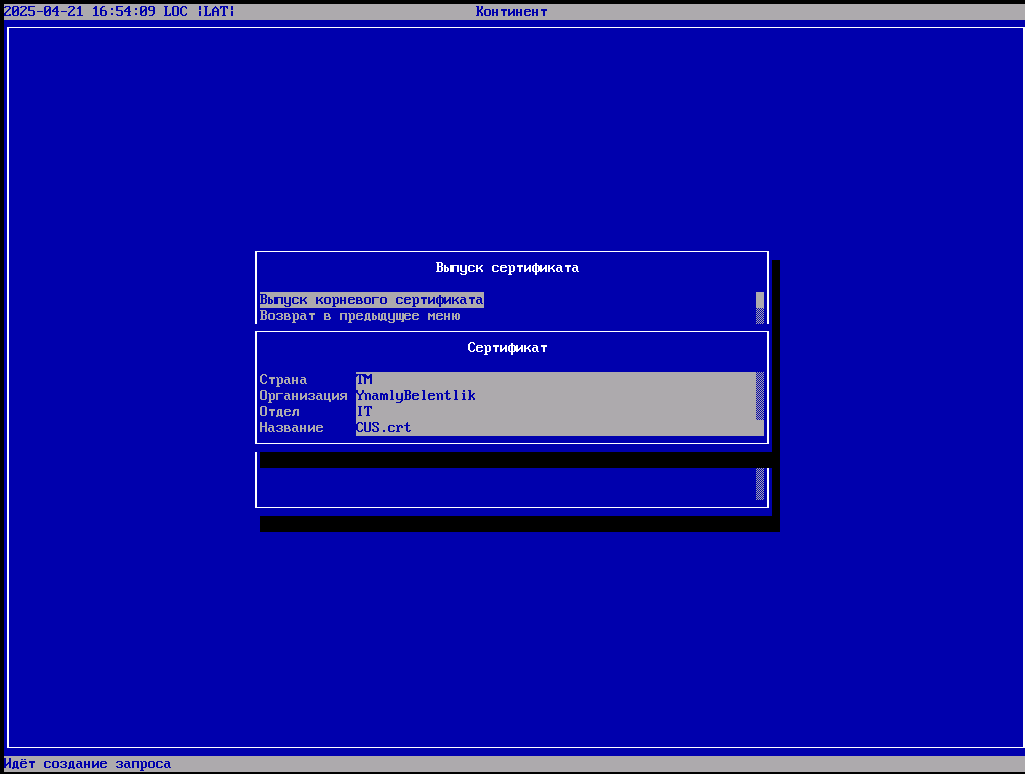 2025-04-21 16:54:09 LOC ¦LAT¦ Континент
Выпуск сертификата
Выпуск корневого сертификата
Возврат в предыдущее меню
Сертификат
Страна TM
Организация YnamlyBelentlik
Отдел IT
Название CUS.crt
Идёт создание запроса